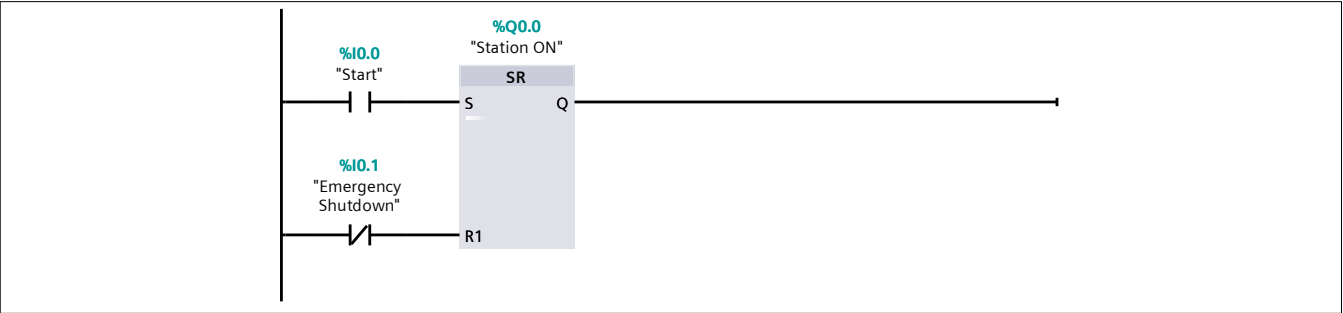 %Q0.0
"Station ON"
%I0.0
"Start"
SR
S
Q
%I0.1
"Emergency
Shutdown"
R1